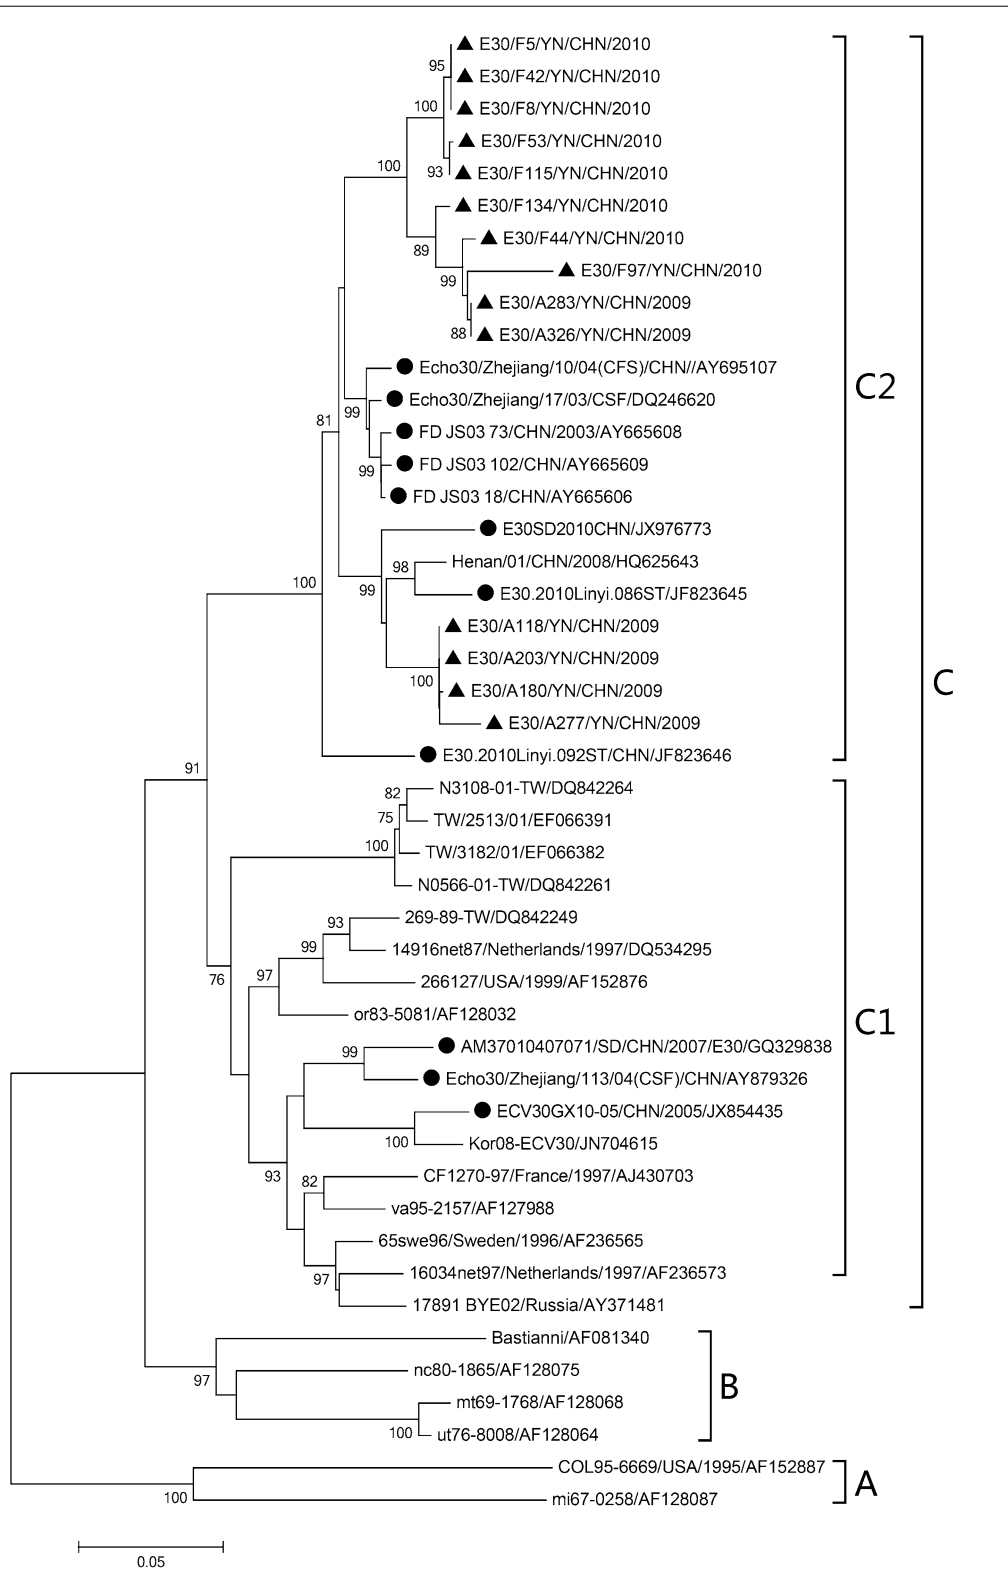 E30/F5/YN/CHN/2010
95
E30/F42/YN/CHN/2010
100
E30/F8/YN/CHN/2010
E30/F53/YN/CHN/2010
100
93
E30/F115/YN/CHN/2010
E30/F134/YN/CHN/2010
E30/F44/YN/CHN/2010
89
E30/F97/YN/CHN/2010
99
E30/A283/YN/CHN/2009
88
E30/A326/YN/CHN/2009
Echo30/Zhejiang/10/04(CFS)/CHN//AY695107
C2
Echo30/Zhejiang/17/03/CSF/DQ246620
99
81
FD JS03 73/CHN/2003/AY665608
FD JS03 102/CHN/AY665609
99
FD JS03 18/CHN/AY665606
E30SD2010CHN/JX976773
Henan/01/CHN/2008/HQ625643
98
100
99
E30.2010Linyi.086ST/JF823645
E30/A118/YN/CHN/2009
E30/A203/YN/CHN/2009
100
C
E30/A180/YN/CHN/2009
E30/A277/YN/CHN/2009
E30.2010Linyi.092ST/CHN/JF823646
91
N3108-01-TW/DQ842264
82
75
TW/2513/01/EF066391
100
TW/3182/01/EF066382
N0566-01-TW/DQ842261
269-89-TW/DQ842249
93
99
14916net87/Netherlands/1997/DQ534295
97
76
266127/USA/1999/AF152876
or83-5081/AF128032
C1
99
AM37010407071/SD/CHN/2007/E30/GQ329838
Echo30/Zhejiang/113/04(CSF)/CHN/AY879326
ECV30GX10-05/CHN/2005/JX854435
100
Kor08-ECV30/JN704615
93
82
CF1270-97/France/1997/AJ430703
va95-2157/AF127988
65swe96/Sweden/1996/AF236565
97
16034net97/Netherlands/1997/AF236573
17891 BYE02/Russia/AY371481
Bastianni/AF081340
97
nc80-1865/AF128075
B
mt69-1768/AF128068
100
ut76-8008/AF128064
COL95-6669/USA/1995/AF152887
A
100
mi67-0258/AF128087
0.05